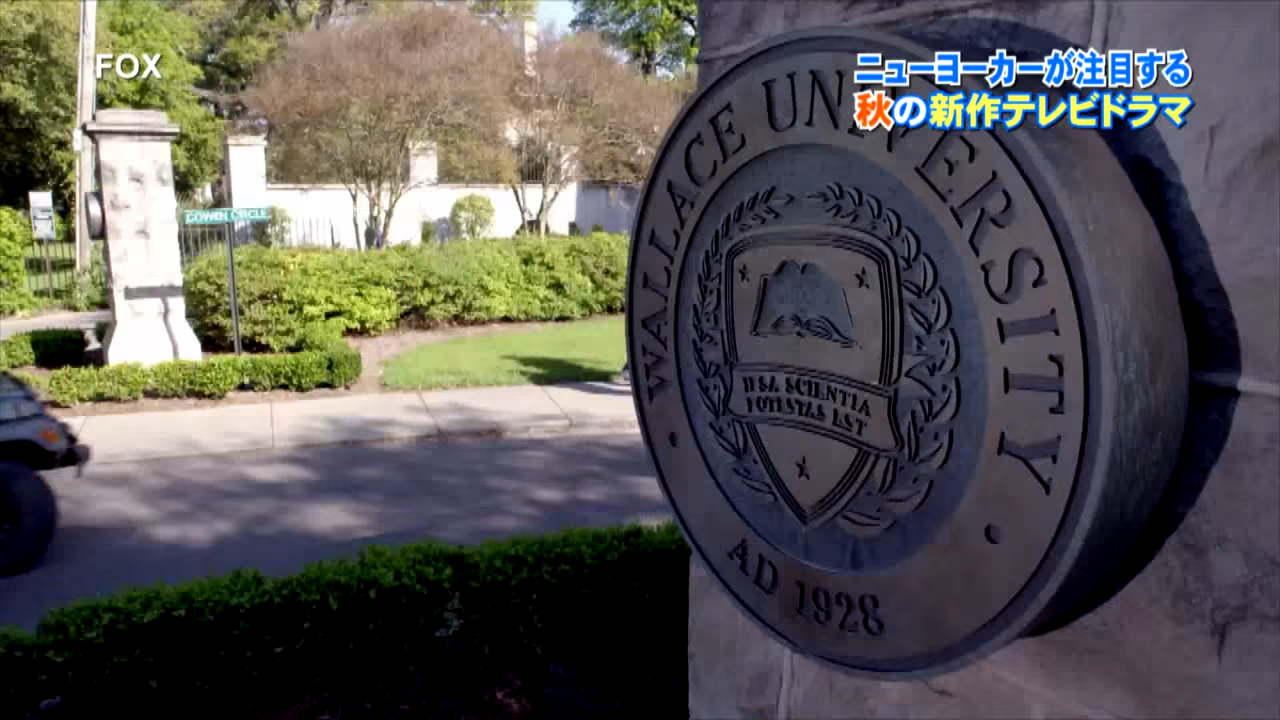 FOX
ニューヨーカーが注目する
秋の新作テレビドラマ
GOWEN CIRCLE
WALLACE UNIVERSITY
IPSA SCIENTIA
POTESTAS EST
AD 1928